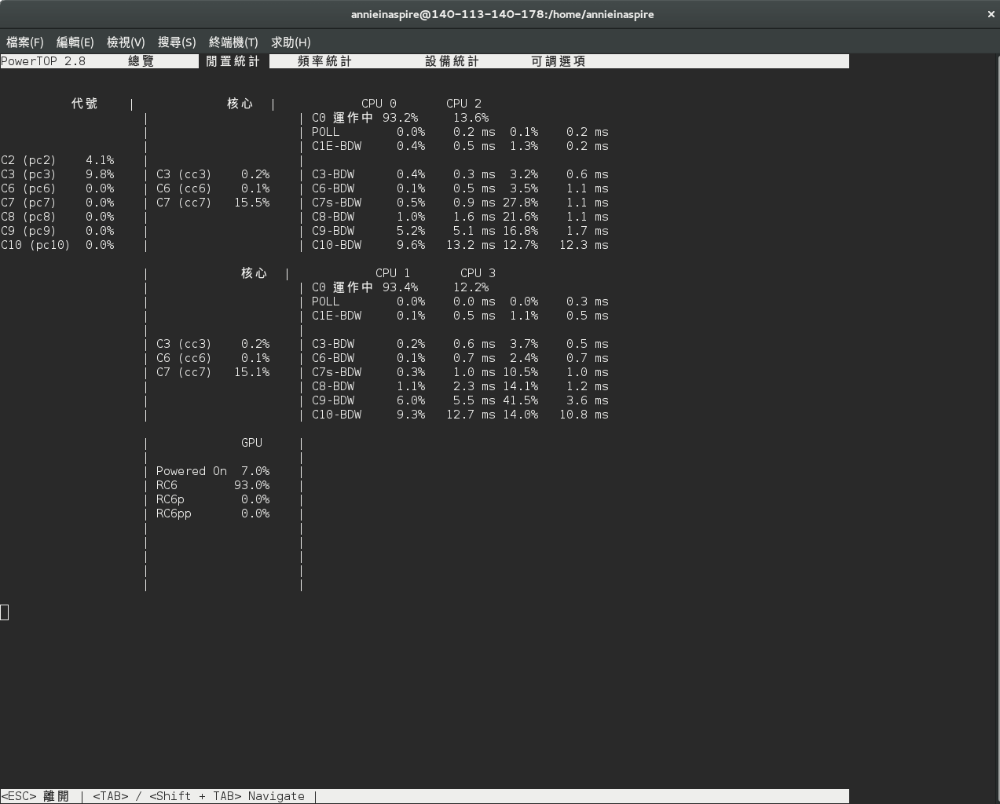 annieinaspire@140-113-140-178:/home/annieinaspire ×
檔案(F) 編輯(E) 檢視(V) 搜尋(S) 終端機(T) 求助(H)
PowerTOP 2.8 總覽 閒置統計 頻率統計 設備統計 可調選項
代號 | 核心 | CPU 0 CPU 2
| | C0 運作中 93.2% 13.6%
| | POLL 0.0% 0.2 ms 0.1% 0.2 ms
| | C1E-BDW 0.4% 0.5 ms 1.3% 0.2 ms
C2 (pc2) 4.1% | |
C3 (pc3) 9.8% | C3 (cc3) 0.2% | C3-BDW 0.4% 0.3 ms 3.2% 0.6 ms
C6 (pc6) 0.0% | C6 (cc6) 0.1% | C6-BDW 0.1% 0.5 ms 3.5% 1.1 ms
C7 (pc7) 0.0% | C7 (cc7) 15.5% | C7s-BDW 0.5% 0.9 ms 27.8% 1.1 ms
C8 (pc8) 0.0% | | C8-BDW 1.0% 1.6 ms 21.6% 1.1 ms
C9 (pc9) 0.0% | | C9-BDW 5.2% 5.1 ms 16.8% 1.7 ms
C10 (pc10) 0.0% | | C10-BDW 9.6% 13.2 ms 12.7% 12.3 ms
| 核心 | CPU 1 CPU 3
| | C0 運作中 93.4% 12.2%
| | POLL 0.0% 0.0 ms 0.0% 0.3 ms
| | C1E-BDW 0.1% 0.5 ms 1.1% 0.5 ms
| |
| C3 (cc3) 0.2% | C3-BDW 0.2% 0.6 ms 3.7% 0.5 ms
| C6 (cc6) 0.1% | C6-BDW 0.1% 0.7 ms 2.4% 0.7 ms
| C7 (cc7) 15.1% | C7s-BDW 0.3% 1.0 ms 10.5% 1.0 ms
| | C8-BDW 1.1% 2.3 ms 14.1% 1.2 ms
| | C9-BDW 6.0% 5.5 ms 41.5% 3.6 ms
| | C10-BDW 9.3% 12.7 ms 14.0% 10.8 ms
| GPU |
| |
| Powered On 7.0% |
| RC6 93.0% |
| RC6p 0.0% |
| RC6pp 0.0% |
| |
| |
| |
| |
| |
<ESC> 離開 | <TAB> / <Shift + TAB> Navigate |